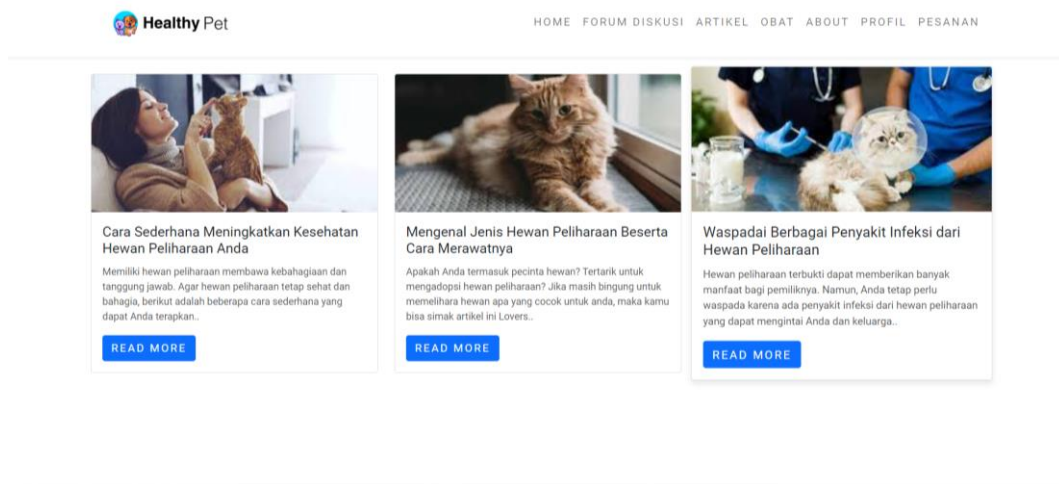 Healthy Pet
HOME FORUM DISKUSI ARTIKEL OBAT ABOUT PROFIL PESANAN
Cara Sederhana Meningkatkan Kesehatan
Hewan Peliharaan Anda
Memiliki hewan peliharaan membawa kebahagiaan dan
tanggung jawab. Agar hewan peliharaan tetap sehat dan
bahagia, berikut adalah beberapa cara sederhana yang
dapat Anda terapkan..
READ MORE
Mengenal Jenis Hewan Peliharaan Beserta
Cara Merawatnya
Apakah Anda termasuk pecinta hewan? Tertarik untuk
mengadopsi hewan peliharaan? Jika masih bingung untuk
memelihara hewan apa yang cocok untuk anda, maka kamu
bisa simak artikel ini Lovers..
READ MORE
Waspadai Berbagai Penyakit Infeksi dari
Hewan Peliharaan
Hewan peliharaan terbukti dapat memberikan banyak
manfaat bagi pemiliknya. Namun, Anda tetap perlu
waspada karena ada penyakit infeksi dari hewan peliharaan
yang dapat mengintai Anda dan keluarga..
READ MORE